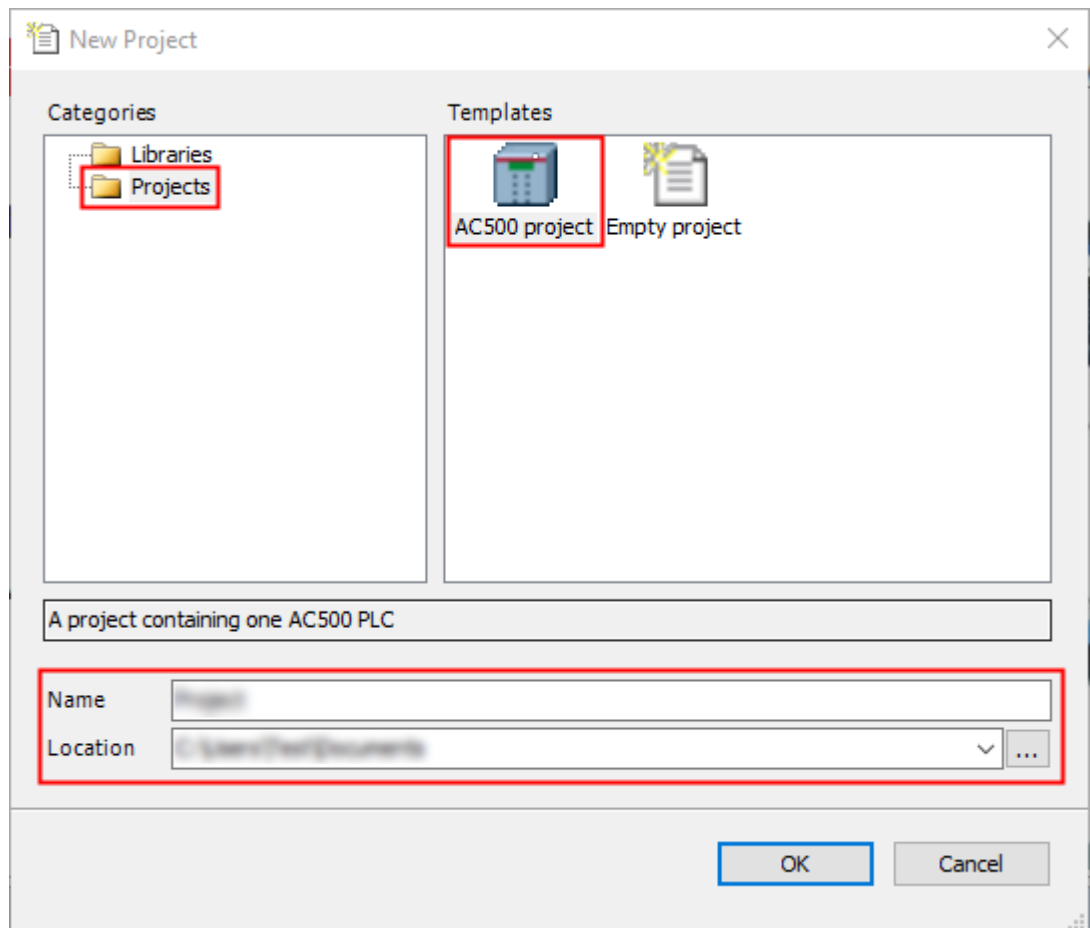 New Project
Categories
Templates
Libraries
Projects
AC500 project
Empty project
A project containing one AC500 PLC
Name
Location
...
OK
Cancel